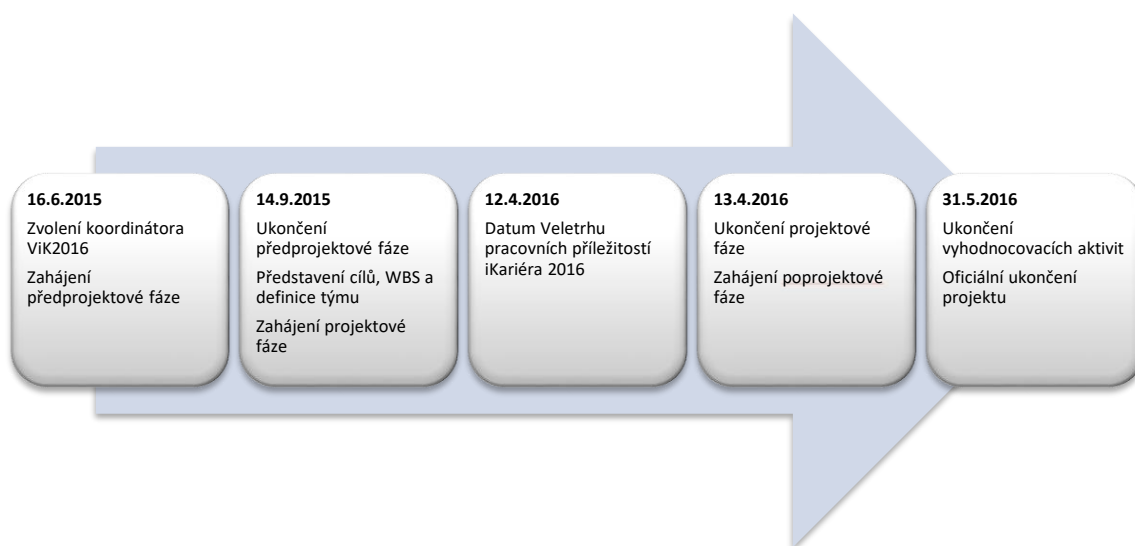 16.6.2015
Zvolení koordinátora
ViK2016
Zahájení
předprojektové fáze
14.9.2015
Ukončení
předprojektové fáze
Představení cílů, WBS a
definice týmu
Zahájení projektové
fáze
12.4.2016
Datum Veletrhu
pracovních příležitostí
iKariéra 2016
13.4.2016
Ukončení projektové
fáze
Zahájení poprojektové
fáze
31.5.2016
Ukončení
vyhodnocovacích aktivit
Oficiální ukončení
projektu